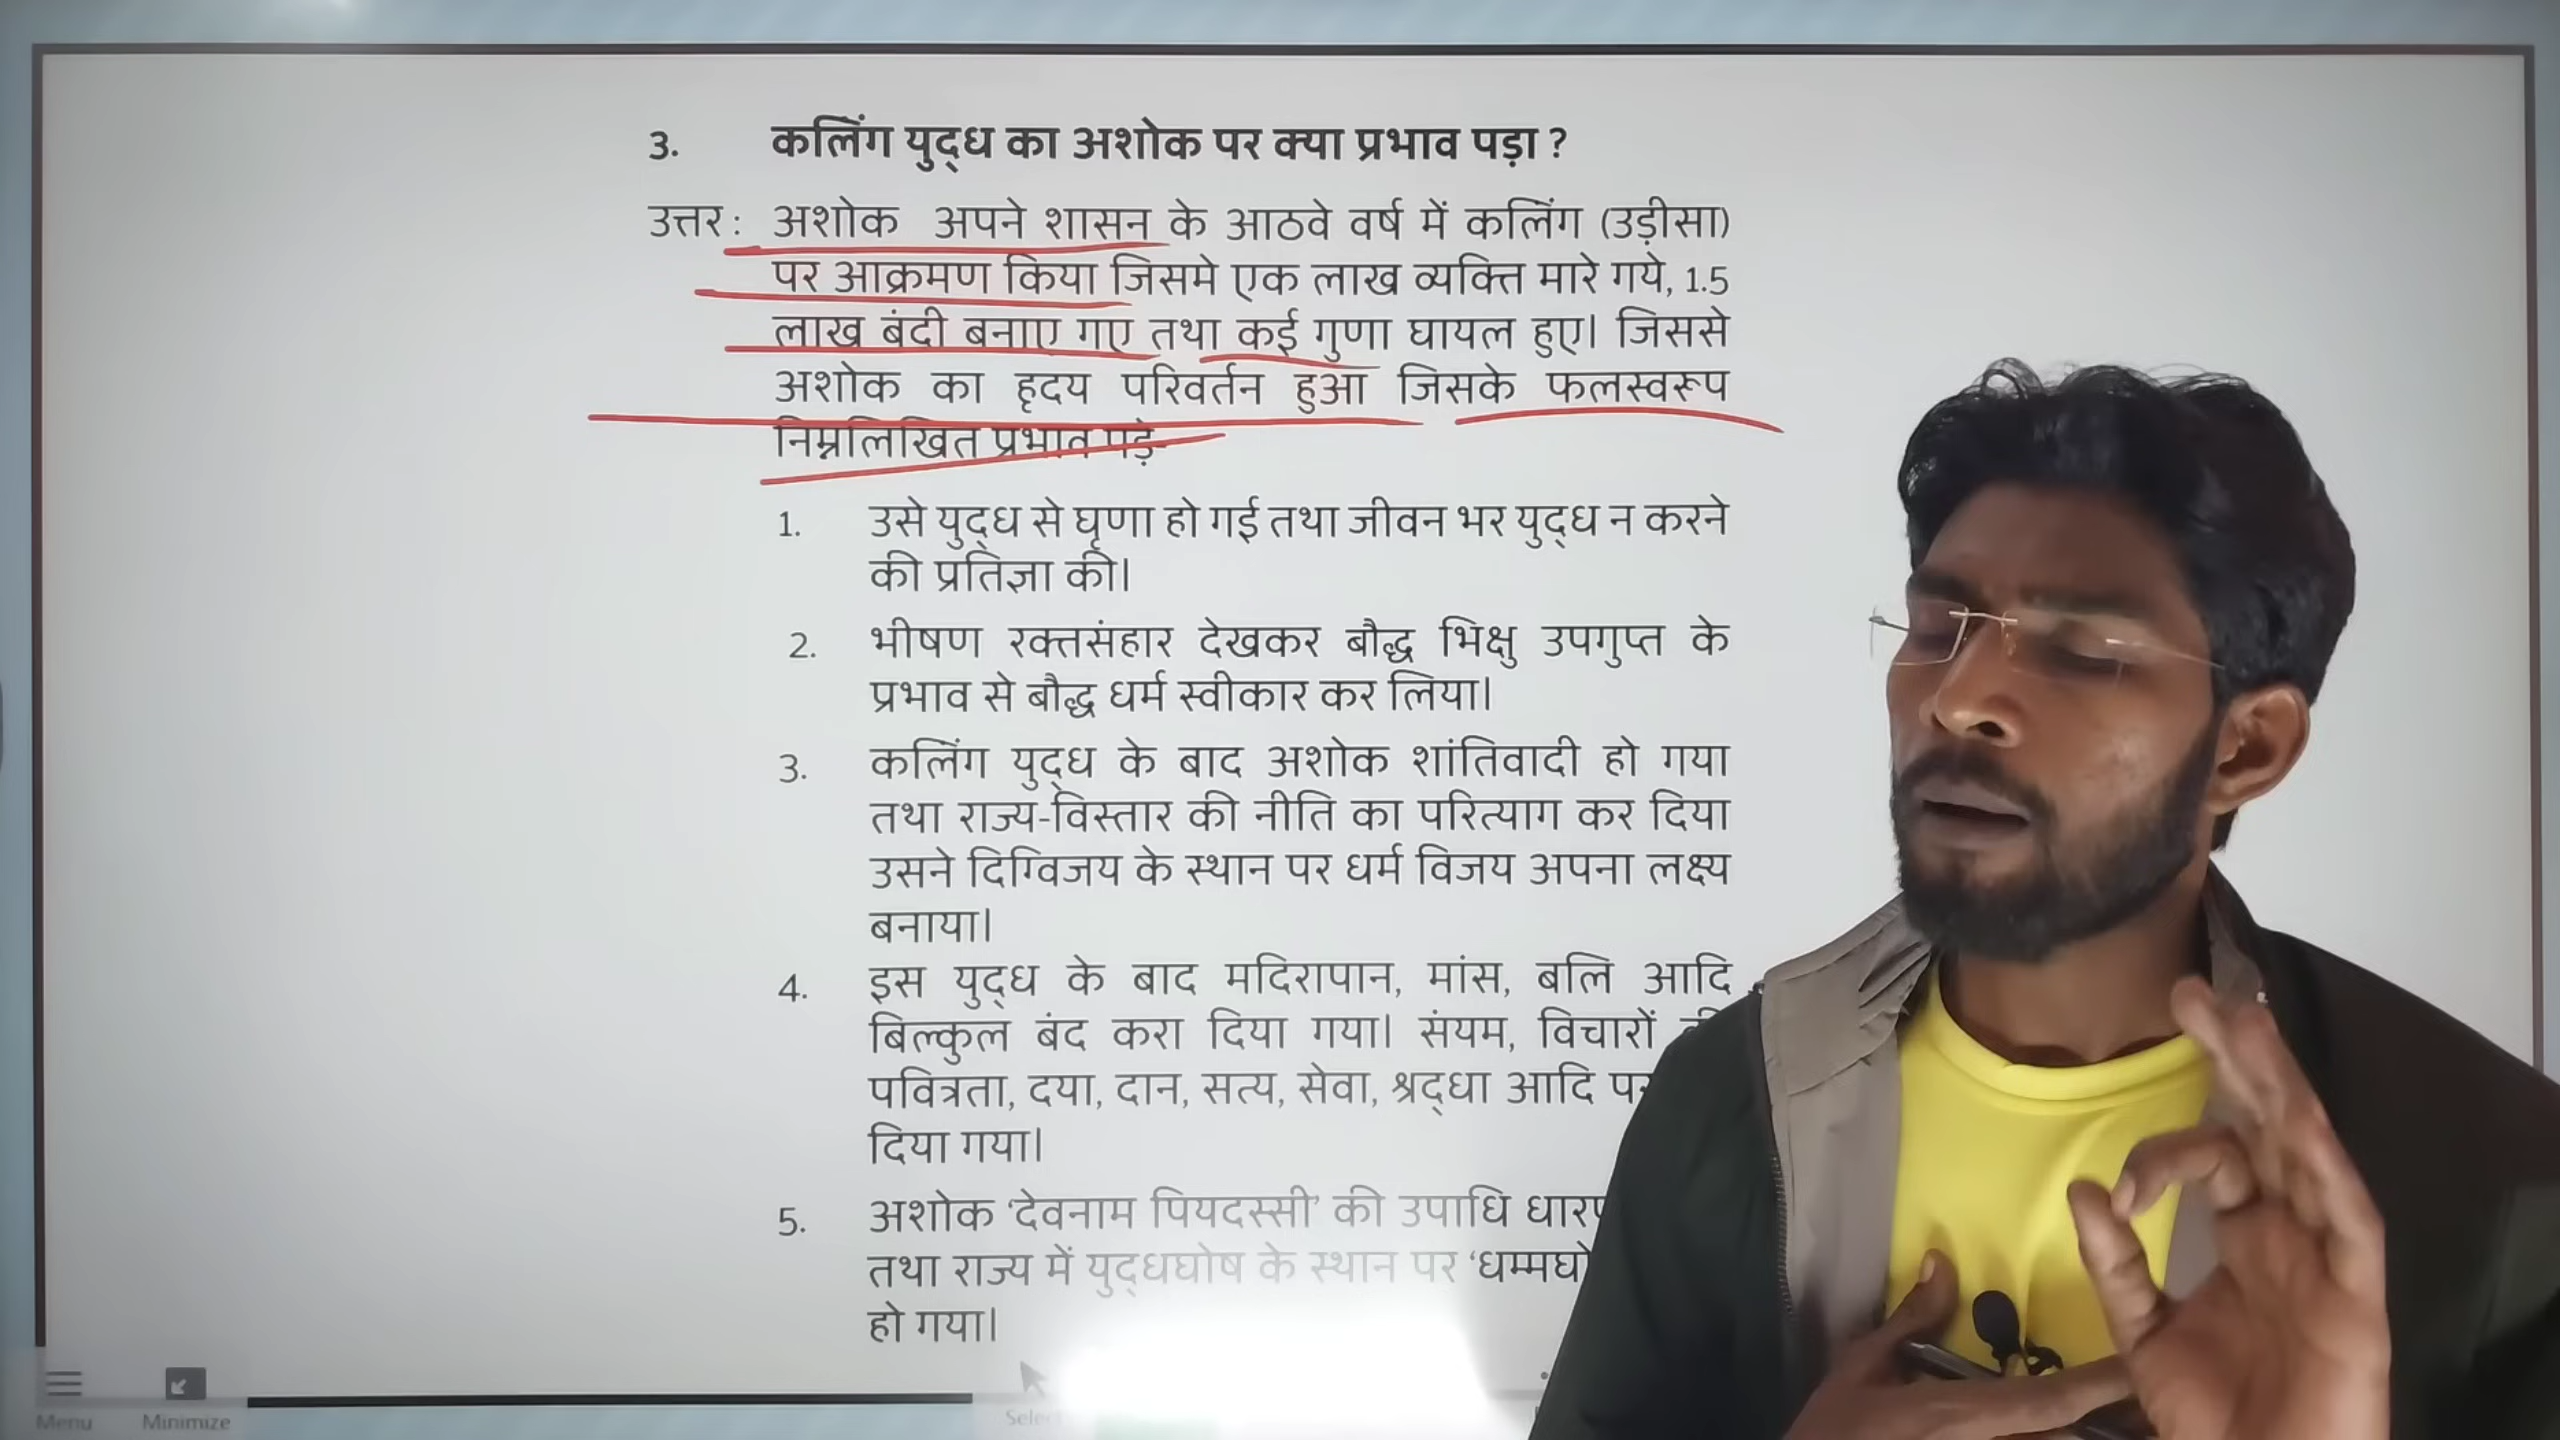 3. कलिंग युद्ध का अशोक पर क्या प्रभाव पड़ा ?
उत्तर : अशोक अपने शासन के आठवे वर्ष में कलिंग (उड़ीसा)
पर आक्रमण किया जिसमे एक लाख व्यक्ति मारे गये, 1.5
लाख बंदी बनाए गए तथा कई गुणा घायल हुए। जिससे
अशोक का हृदय परिवर्तन हुआ जिसके फलस्वरूप
निम्नलिखित प्रभाव पड़े-
1. उसे युद्ध से घृणा हो गई तथा जीवन भर युद्ध न करने
की प्रतिज्ञा की।
2. भीषण रक्तसंहार देखकर बौद्ध भिक्षु उपगुप्त के
प्रभाव से बौद्ध धर्म स्वीकार कर लिया।
3. कलिंग युद्ध के बाद अशोक शांतिवादी हो गया
तथा राज्य-विस्तार की नीति का परित्याग कर दिया
उसने दिग्विजय के स्थान पर धर्म विजय अपना लक्ष्य
बनाया।
4. इस युद्ध के बाद मदिरापान, मांस, बलि आदि
बिल्कुल बंद करा दिया गया। संयम, विचारों
पवित्रता, दया, दान, सत्य, सेवा, श्रद्धा आदि
दिया गया।
5. अशोक ‘देवनाम पियदस्सी’ की उपाधि
तथा राज्य में युद्धघोष के स्थान पर
हो गया।
Menu Minimize